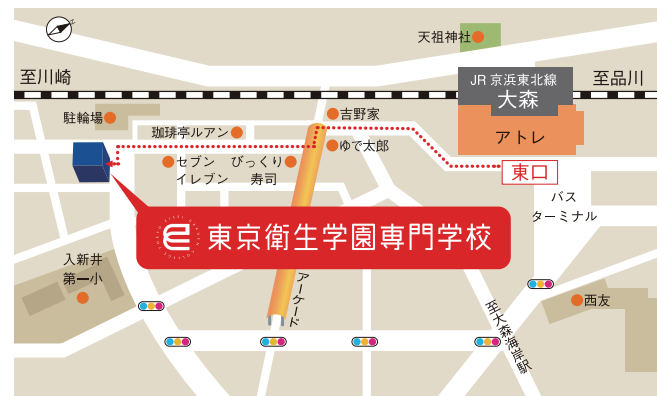 天祖神社
至川崎
JR 京浜東北線
大森
至品川
駐輪場
吉野家
珈琲亭ルアン
アトレ
ゆで太郎
セブン
イレブン
びっくり
寿司
東口
バス
ターミナル
東京衛生学園専門学校
入新井
第一小
アーケード
西友
至大森海岸駅